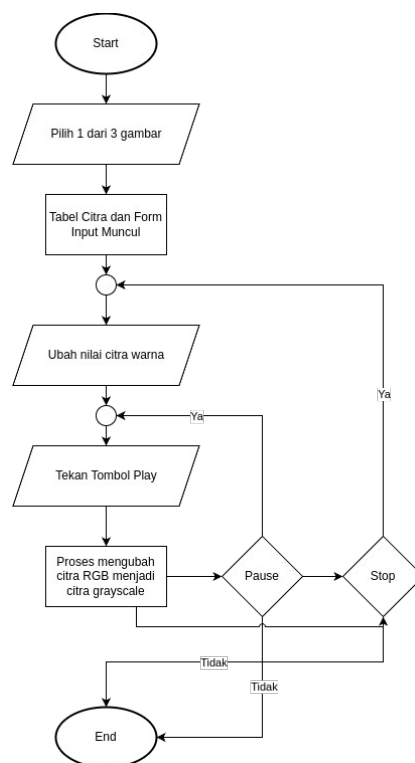 Start
Pilih 1 dari 3 gambar
Tabel Citra dan Form
Input Muncul
Ubah nilai citra warna
Ya
Ya
Tekan Tombol Play
Proses mengubah
citra RGB menjadi
citra grayscale
Pause
Stop
Tidak
Tidak
End